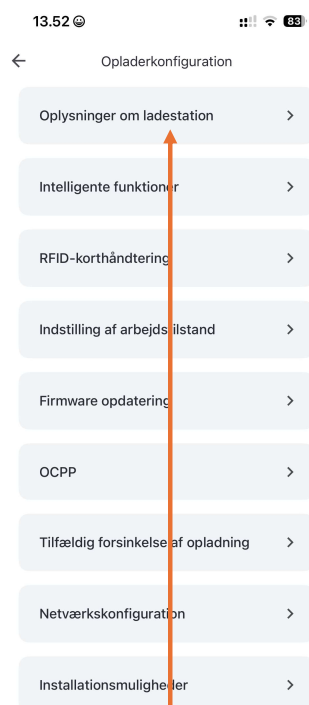 13.52
83
Opladerkonfiguration
Oplysninger om ladestation
Intelligente funktioner
RFID-korthåndtering
Indstilling af arbejdstilstand
Firmware opdatering
OCPP
Tilfældig forsinkelse af opladning
Netværkskonfiguration
Installationsmuligheder